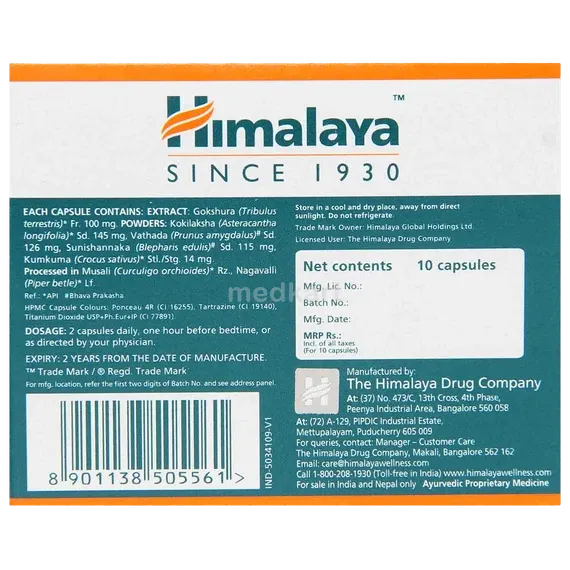 Himalaya™
SINCE 1930
EACH CAPSULE CONTAINS: EXTRACT: Gokshura (Tribulus
terrestris)* Fr. 100 mg. POWDERS: Kokilaksha (Asteracantha
longifolia)* Sd. 145 mg, Vathada (Prunus amygdalus)# Sd.
126 mg, Sunishannaka (Blepharis edulis)# Sd. 115 mg,
Kumkuma (Crocus sativus)* Stl./Stg. 14 mg.
Processed in Musali (Curculigo orchioides)* Rz., Nagavalli
(Piper betle)* Lf.
Ref.: *API #Bhava Prakasha
HPMC Capsule Colours: Ponceau 4R (CI 16255), Tartrazine (CI 19140),
Titanium Dioxide USP+Ph.Eur+IP (CI 77891).
DOSAGE: 2 capsules daily, one hour before bedtime, or
as directed by your physician.
EXPIRY: 2 YEARS FROM THE DATE OF MANUFACTURE.
™ Trade Mark / ® Regd. Trade Mark
For mfg. location, refer the first two digits of Batch No. and see address panel.
8 901138 505561 >
IND-5034109-V1
Store in a cool and dry place, away from direct
sunlight. Do not refrigerate.
Trade Mark Owner: Himalaya Global Holdings Ltd.
Licensed User: The Himalaya Drug Company
Net contents 10 capsules
Mfg. Lic. No.:
Batch No.:
Mfg. Date:
MRP Rs.:
Incl. of all taxes
(For 10 capsules)
Manufactured by:
The Himalaya Drug Company
At: (37) No. 473/C, 13th Cross, 4th Phase,
Peenya Industrial Area, Bangalore 560 058
At: (72) A-129, PIPDIC Industrial Estate,
Mettupalayam, Puducherry 605 009
For queries, contact: Manager – Customer Care
The Himalaya Drug Company, Makali, Bangalore 562 162
Email: care@himalayawellness.com
Call 1-800-208-1930 (Toll-free in India) www.himalayawellness.com
For sale in India and Nepal only Ayurvedic Proprietary Medicine